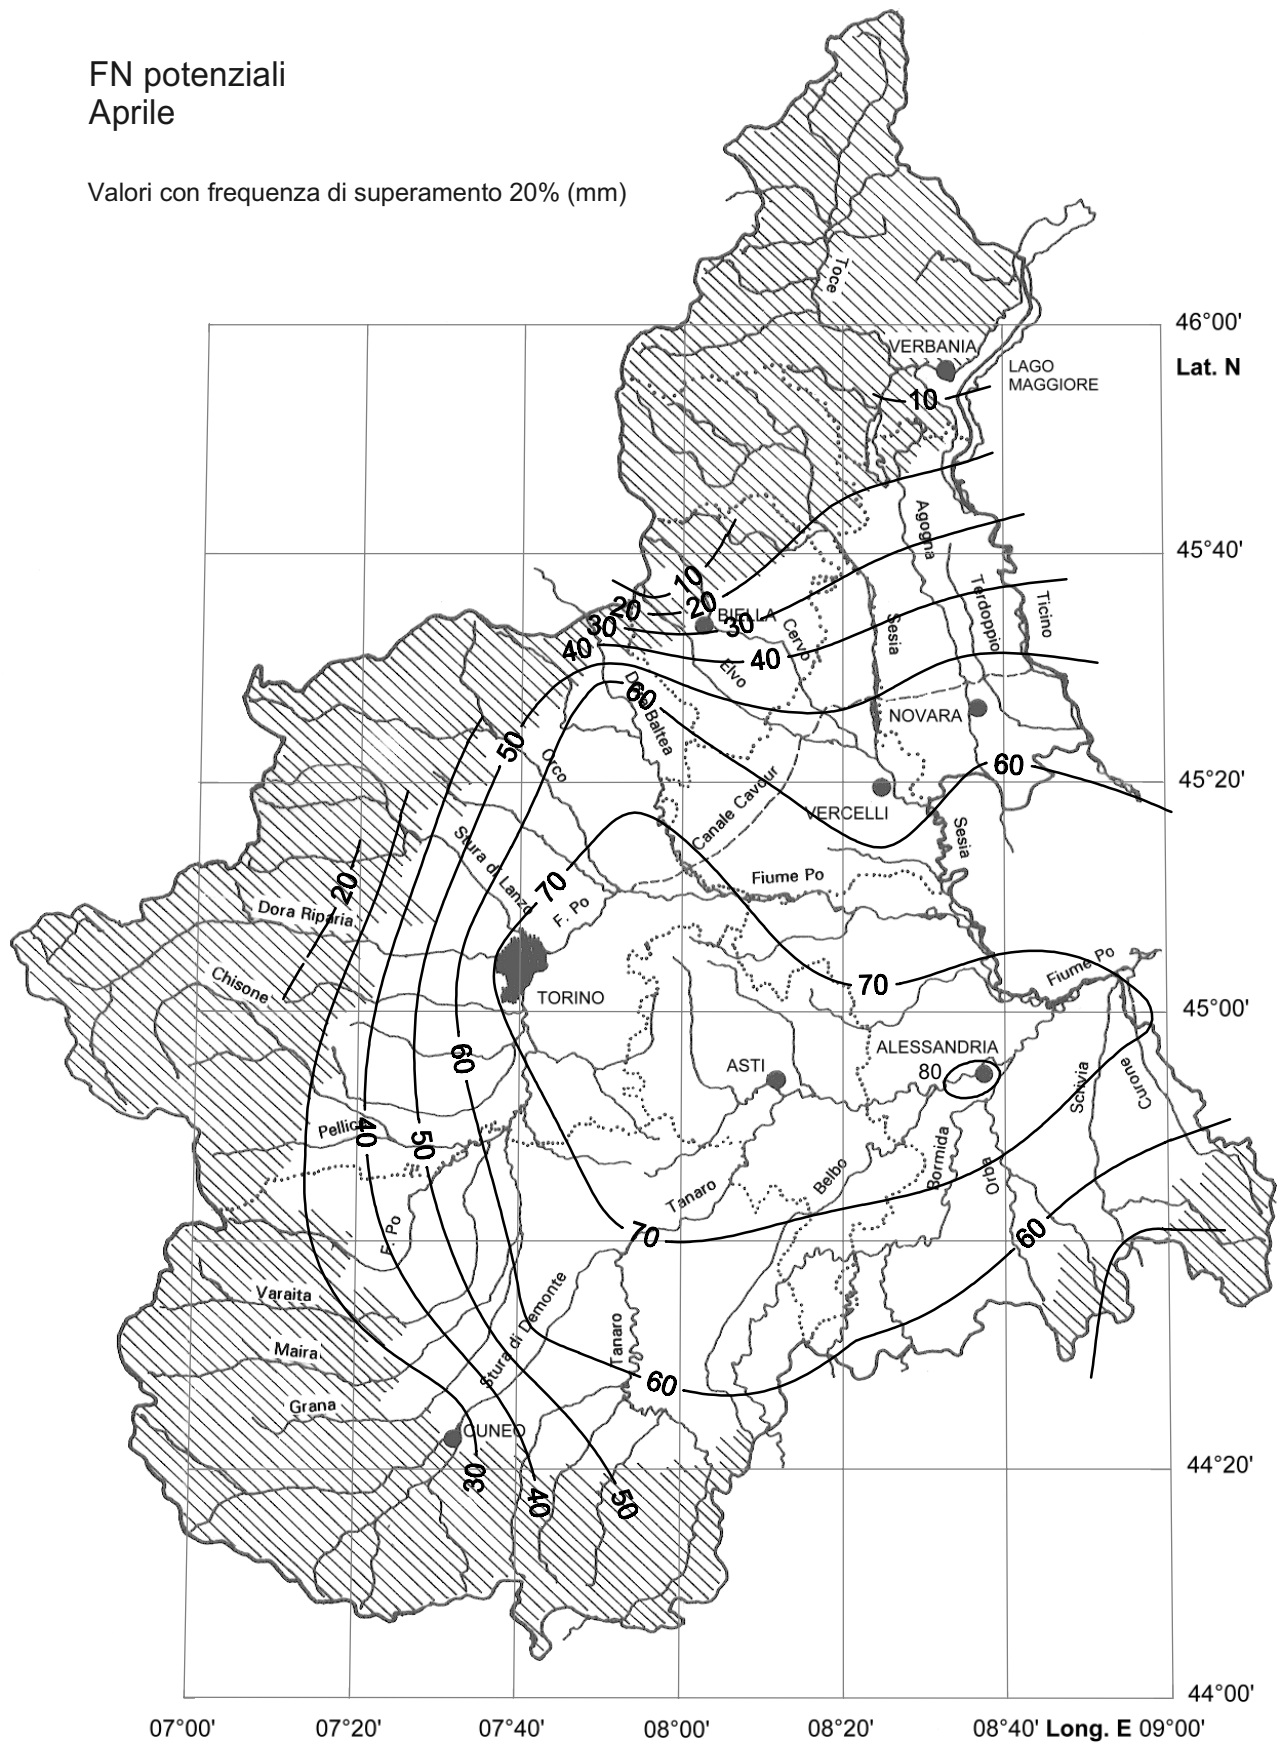 FN potenziali
Aprile
Valori con frequenza di superamento 20% (mm)
Toce
46°00'
VERBANIA
Lat. N
LAGO
MAGGIORE
10
Agogna
45°40'
10
20
20
BIELLA
30
30
Terdoppio
Ticino
Cervo
Sesia
40
40
Elvo
60
Dora Baltea
NOVARA
50
Orco
60
45°20'
Canale Cavour
VERCELLI
Sesia
Stura di Lanzo
70
Fiume Po
20
F. Po
Dora Riparia
Chisone
70
Fiume Po
TORINO
45°00'
60
ASTI
ALESSANDRIA
80
Scrivia
Curone
Pellice
40
50
Belbo
Bormida
Orba
Tanaro
F. Po
70
60
Varaita
Stura di Demonte
Tanaro
Maira
60
Grana
CUNEO
30
40
50
44°20'
44°00'
07°00'
07°20'
07°40'
08°00'
08°20'
08°40'
Long. E
09°00'